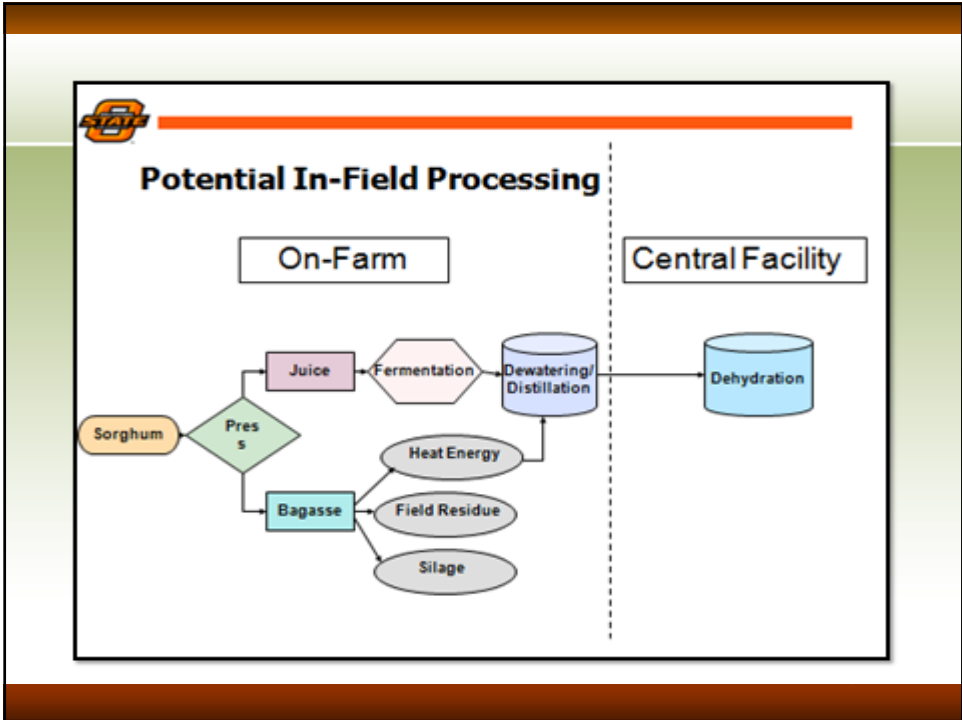 STATE
Potential In-Field Processing
On-Farm
Central Facility
Juice
Fermentation
Dewatering/
Distillation
Dehydration
Sorghum
Pres
s
Heat Energy
Bagasse
Field Residue
Silage